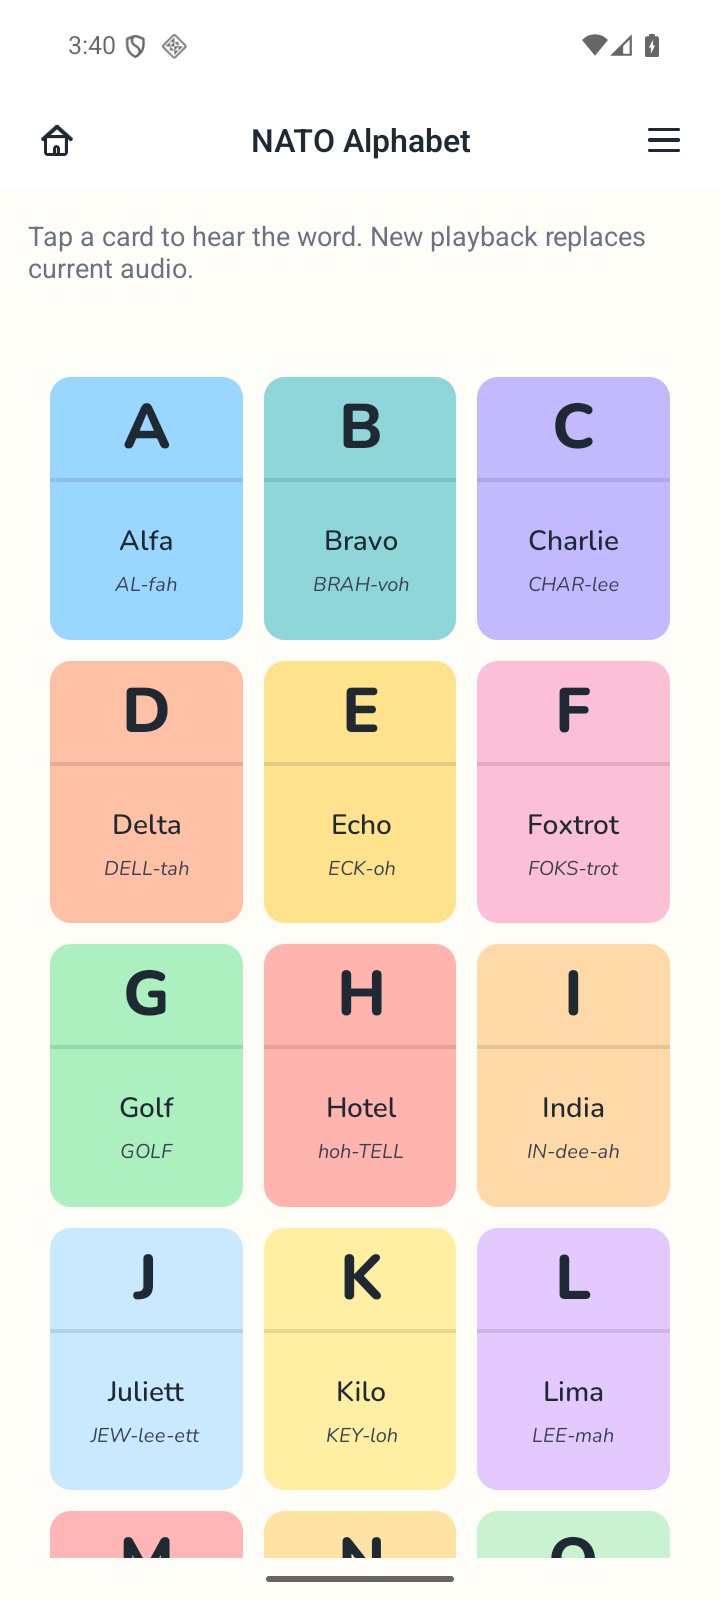 3:40
NATO Alphabet
Tap a card to hear the word. New playback replaces
current audio.
A
Alfa
AL-fah
B
Bravo
BRAH-voh
C
Charlie
CHAR-lee
D
Delta
DELL-tah
E
Echo
ECK-oh
F
Foxtrot
FOKS-trot
G
Golf
GOLF
H
Hotel
hoh-TELL
I
India
IN-dee-ah
J
Juliett
JEW-lee-ett
K
Kilo
KEY-loh
L
Lima
LEE-mah
M
N
O